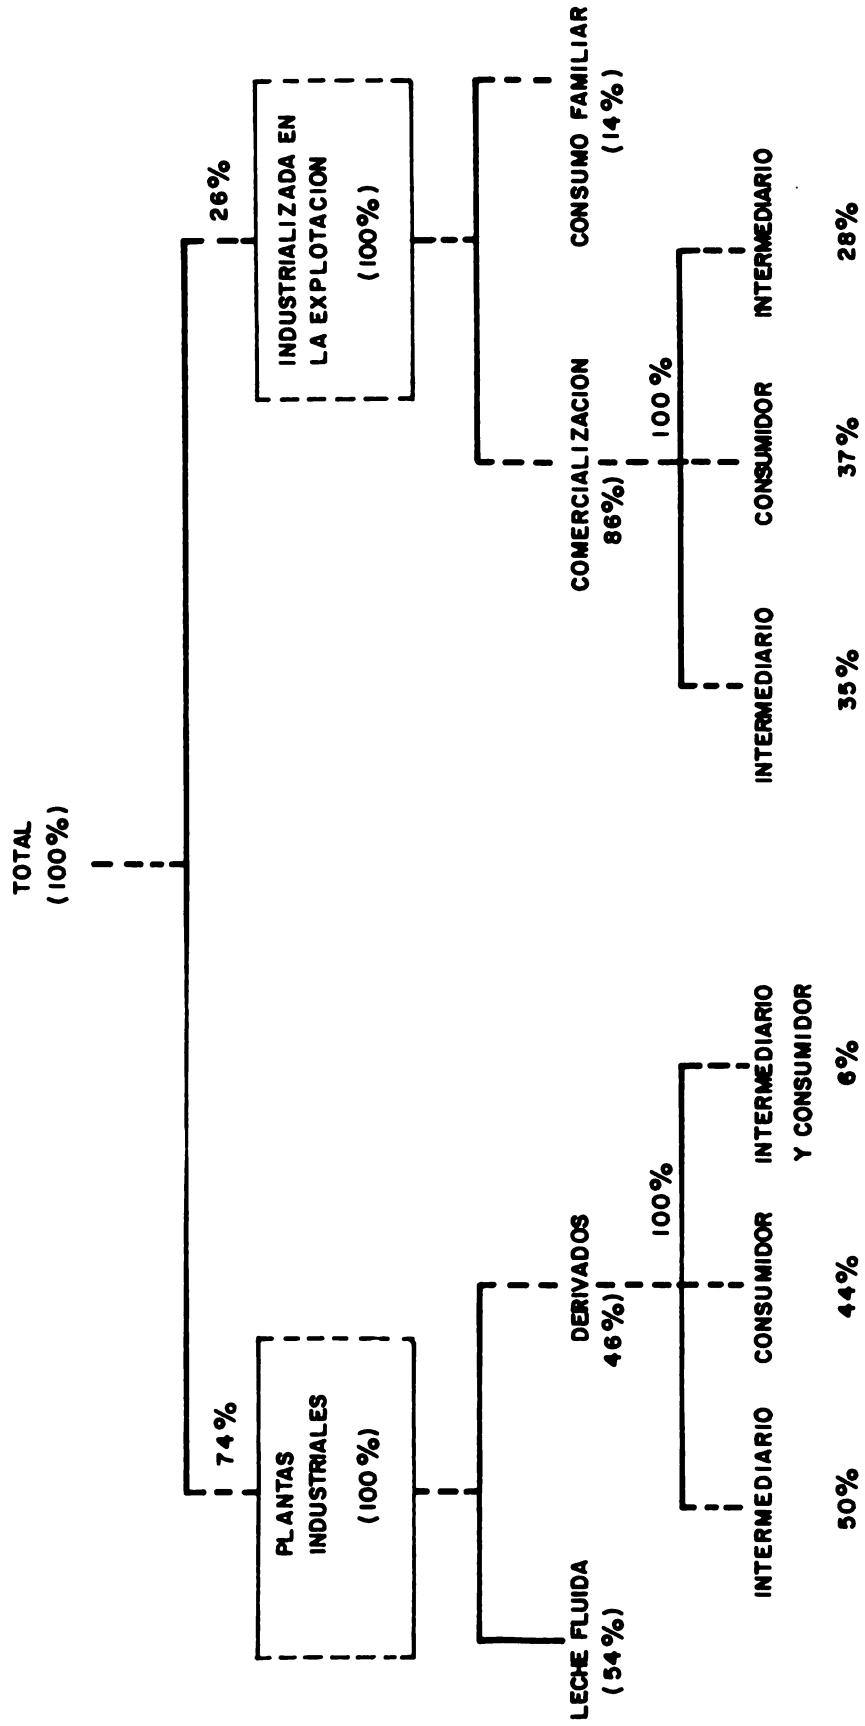 TOTAL
(100%)
74%
26%
PLANTAS
INDUSTRIALES
(100%)
INDUSTRIALIZADA EN
LA EXPLOTACION
(100%)
LECHE FLUIDA
(54%)
DERIVADOS
46%)
COMERCIALIZACION
86%)
CONSUMO FAMILIAR
(14%)
100%
100%
INTERMEDIARIO
CONSUMIDOR
INTERMEDIARIO
Y CONSUMIDOR
INTERMEDIARIO
CONSUMIDOR
INTERMEDIARIO
50%
44%
6%
35%
37%
28%